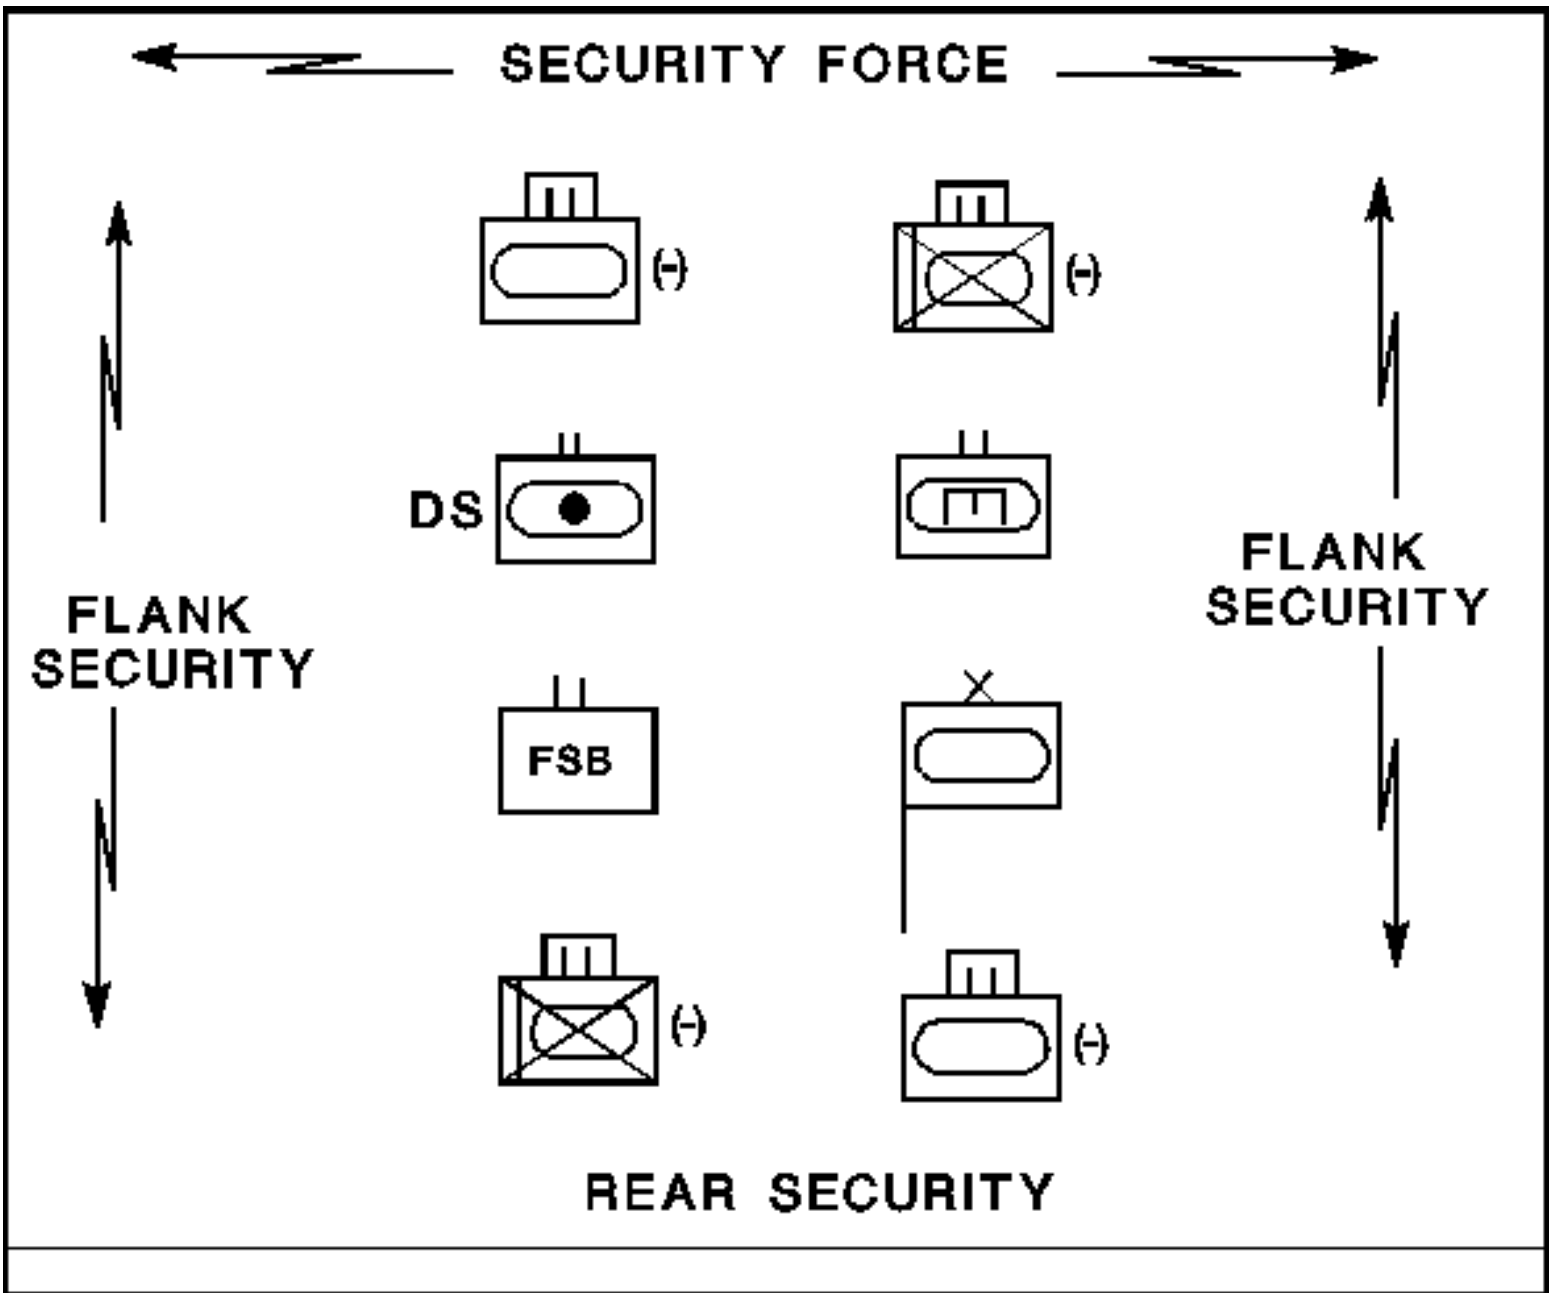 SECURITY FORCE
(-)
(-)
DS
FLANK
SECURITY
FLANK
SECURITY
FSB
X
(-)
(-)
REAR SECURITY